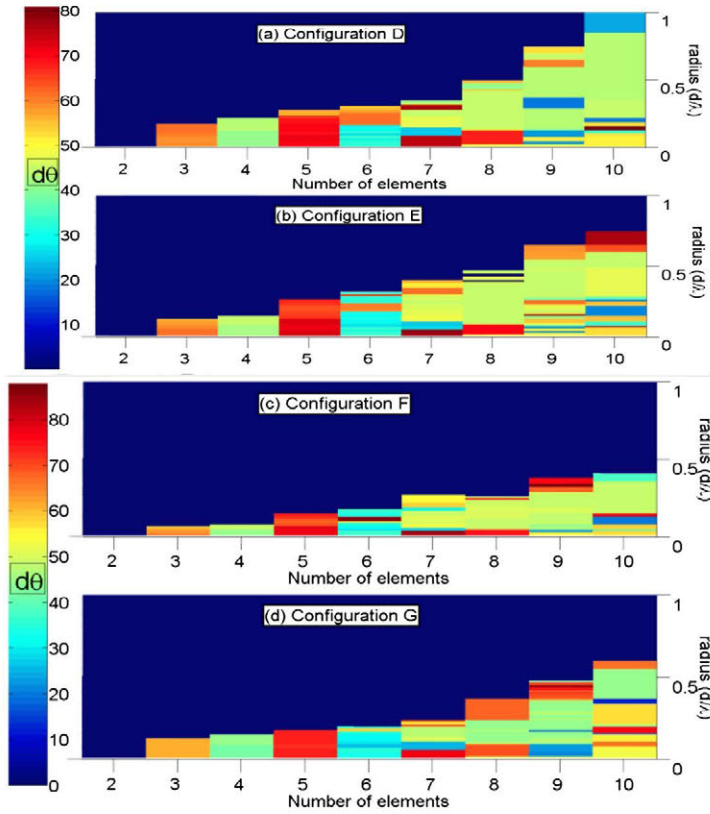 80
70
60
dθ
40
30
20
10
(a) Configuration D
1
0.5
0
radius (d/λ)
2 3 4 5 6 7 8 9 10
Number of elements
(b) Configuration E
1
0.5
0
radius (d/λ)
2 3 4 5 6 7 8 9 10
80
70
60
50
dθ
40
30
20
10
0
(c) Configuration F
1
0.5
0
radius (d/λ)
2 3 4 5 6 7 8 9 10
Number of elements
(d) Configuration G
1
0.5
0
radius (d/λ)
2 3 4 5 6 7 8 9 10
Number of elements